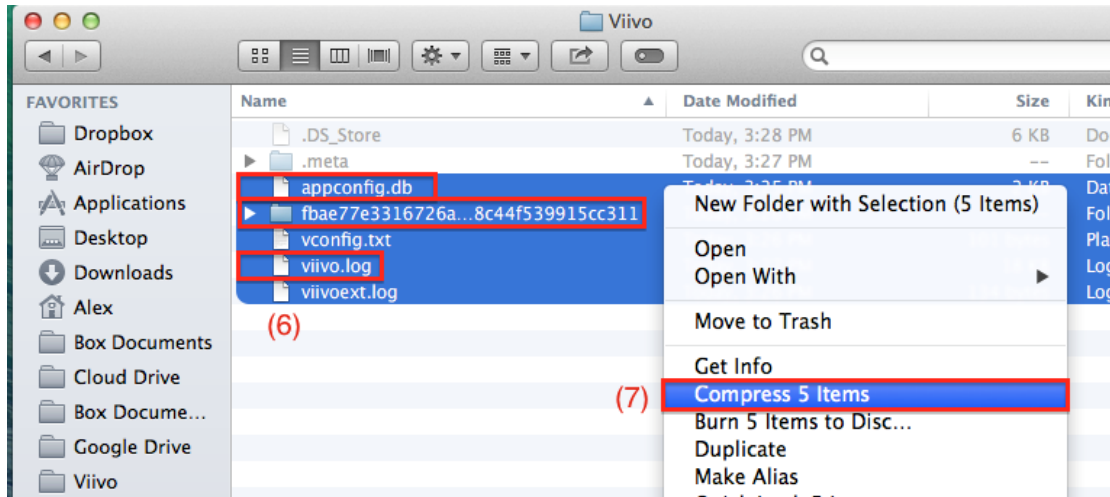 Viivo
FAVORITES
Dropbox
AirDrop
Applications
Desktop
Downloads
Alex
Box Documents
Cloud Drive
Box Docume...
Google Drive
Viivo
Name Date Modified Size
.DS_Store Today, 3:28 PM 6 KB
.meta Today, 3:27 PM --
appconfig.db
fbae77e3316726a...8c44f539915cc311
vconfig.txt
viivo.log
viivoext.log
(6)
New Folder with Selection (5 Items)
Open
Open With
Move to Trash
Get Info
(7) Compress 5 Items
Burn 5 Items to Disc...
Duplicate
Make Alias